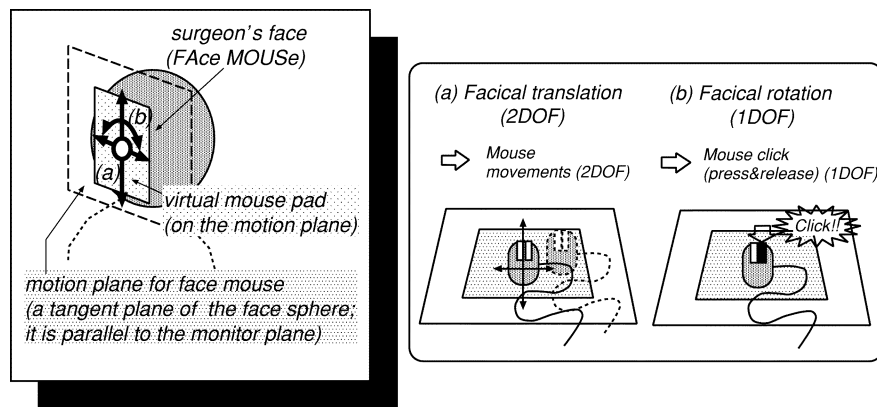 surgeon's face
(FAce MOUSe)
(b)
(a)
virtual mouse pad
(on the motion plane)
motion plane for face mouse
(a tangent plane of the face sphere;
it is parallel to the monitor plane)
(a) Facical translation
(2DOF)
Mouse
movements (2DOF)
(b) Facical rotation
(1DOF)
Mouse click
(press&release) (1DOF)
Click!!